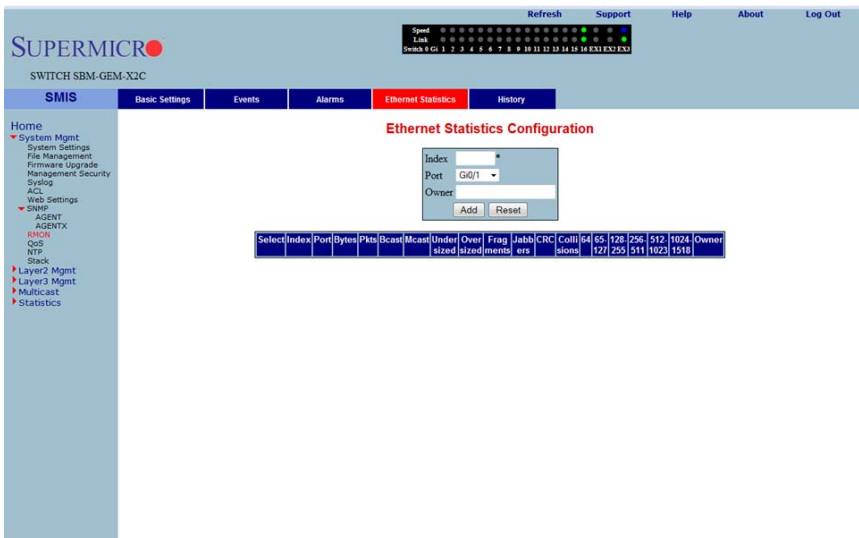 Refresh Support Help About Log Out
SUPERMICRO
Speed
Link
Switch 0 Gi 1 2 3 4 5 6 7 8 9 10 11 12 13 14 15 16 EX1 EX2 EX3
SWITCH SBM-GEM-X2C
SMIS
Basic Settings Events Alarms Ethernet Statistics History
Home
System Mgmt
System Settings
File Management
Firmware Upgrade
Management Security
Syslog
ACL
Web Settings
SNMP
AGENT
AGENTX
RMON
QoS
NTP
Stack
Layer2 Mgmt
Layer3 Mgmt
Multicast
Statistics
Ethernet Statistics Configuration
Index *
Port Gi0/1
Owner
Add Reset
Select Index Port Bytes Pkts Bcast Mcast Under Over Frag Jabb CRC Colli 64 65- 128- 256- 512- 1024- Owner
sized sized ments ers sions 127 255 511 1023 1518